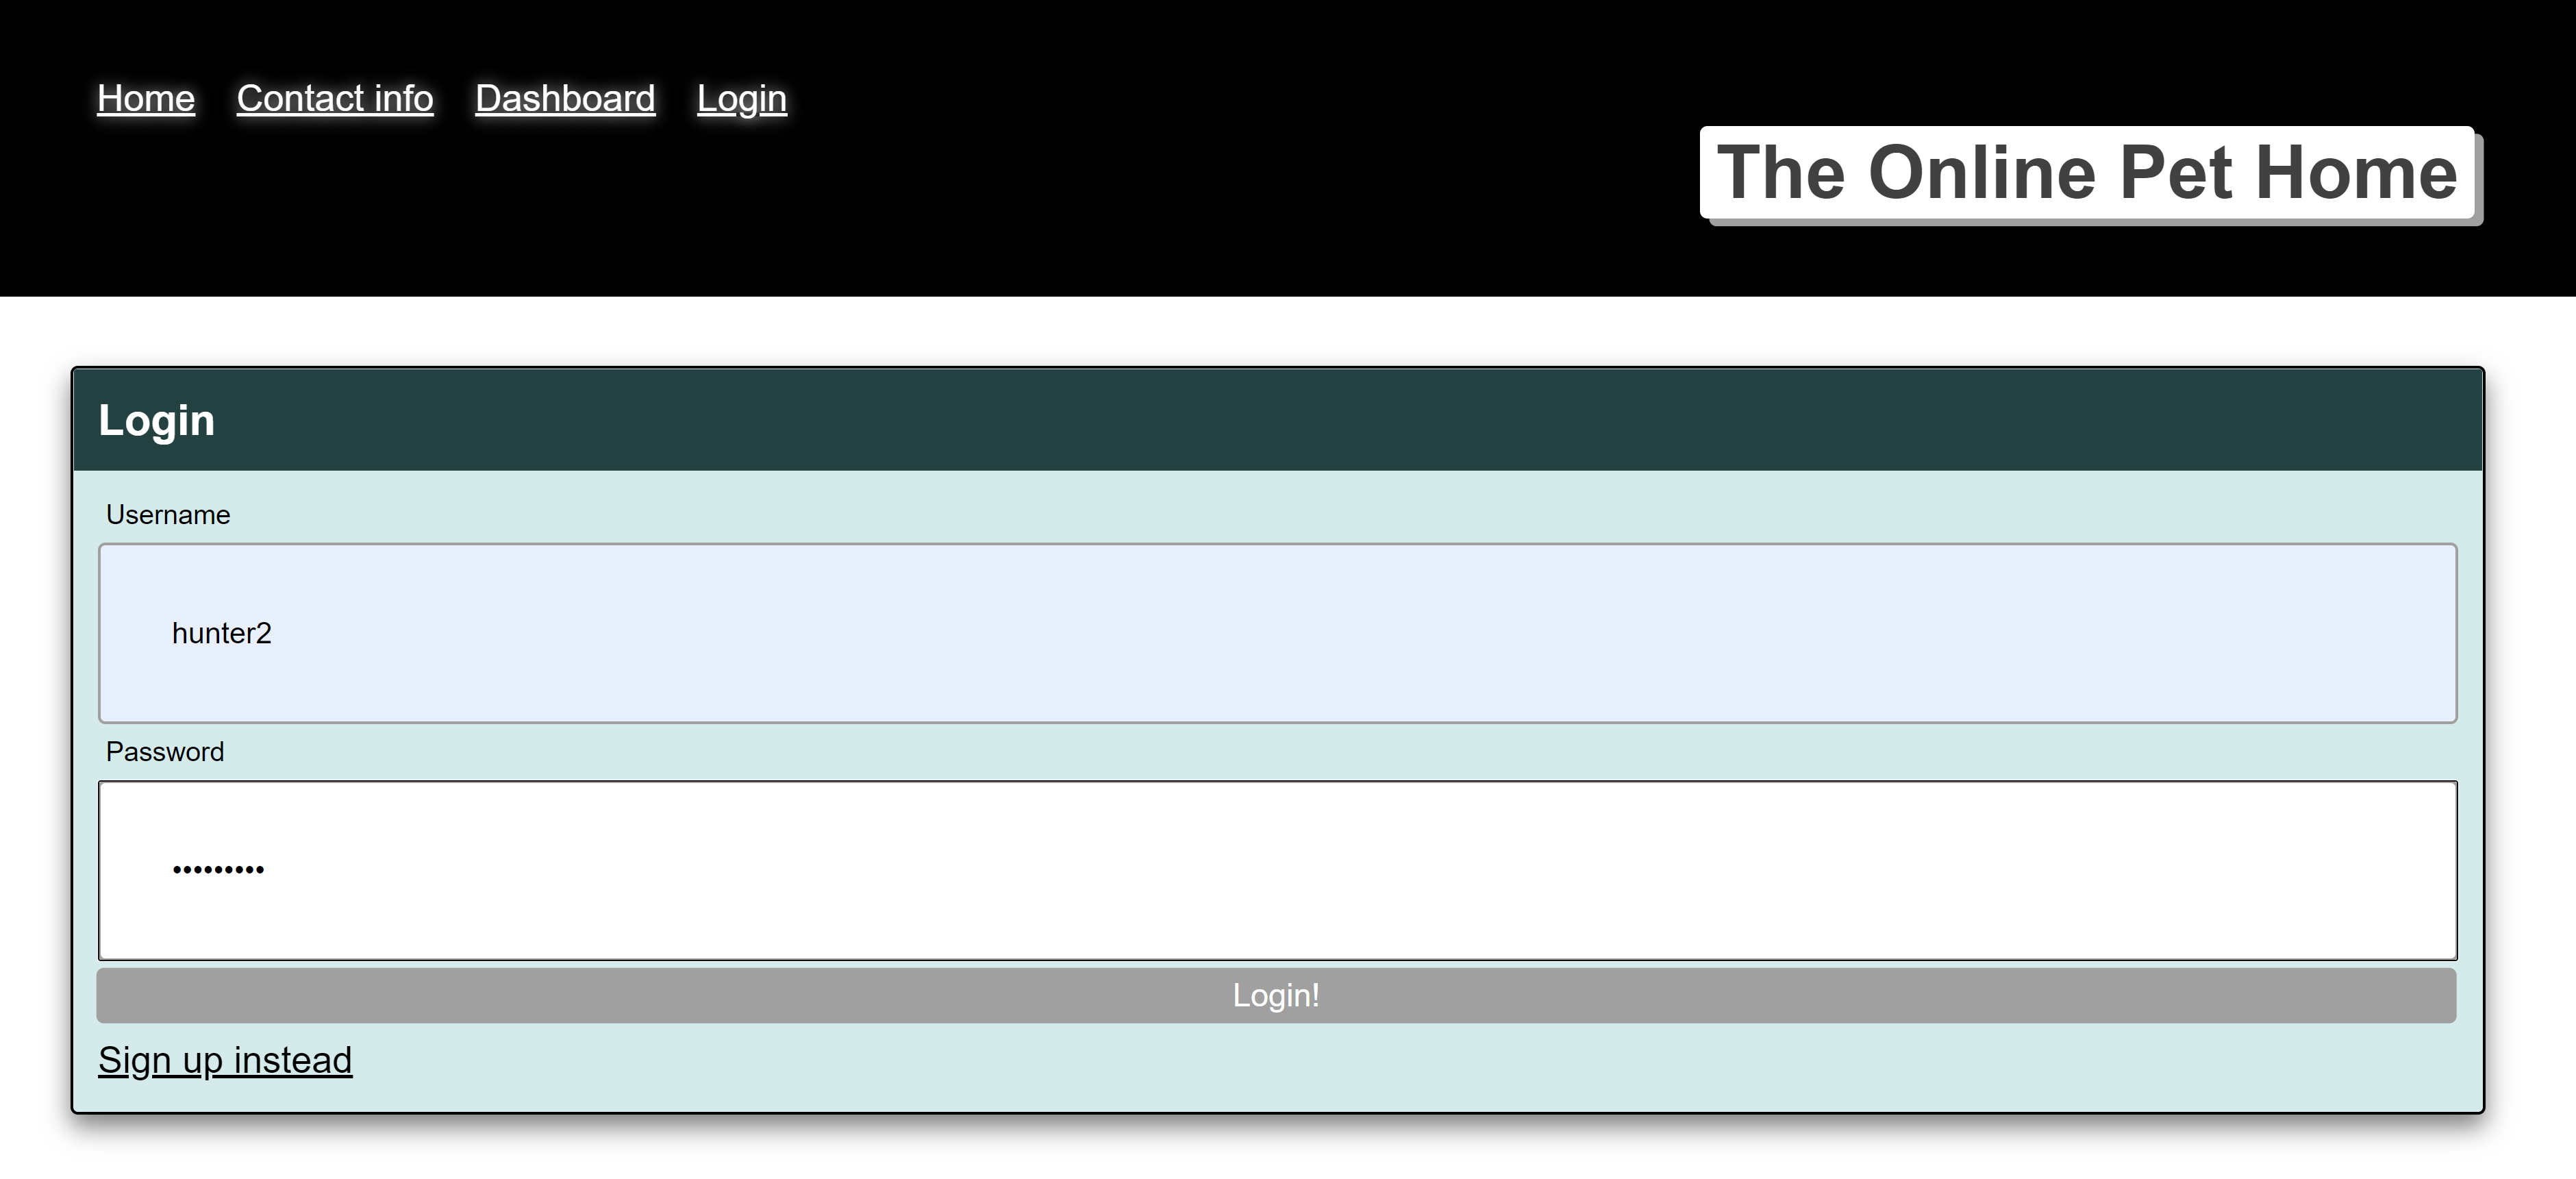 Home Contact info Dashboard Login
The Online Pet Home
Login
Username
hunter2
Password
•••••••••
Login!
Sign up instead